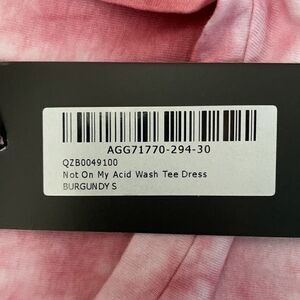 AGG71770-294-30
QZB0049100
Not On My Acid Wash Tee Dress
BURGUNDY S